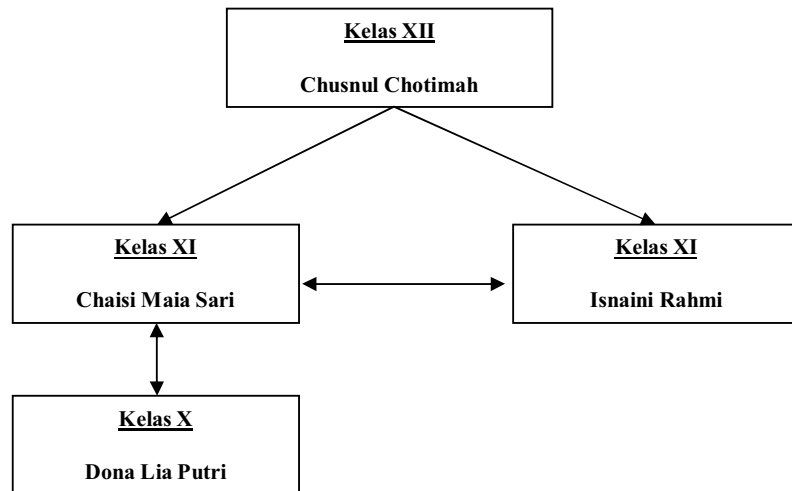 Kelas XII
Chusnul Chotimah
Kelas XI
Chaisi Maia Sari
Kelas XI
Isnaini Rahmi
Kelas X
Dona Lia Putri